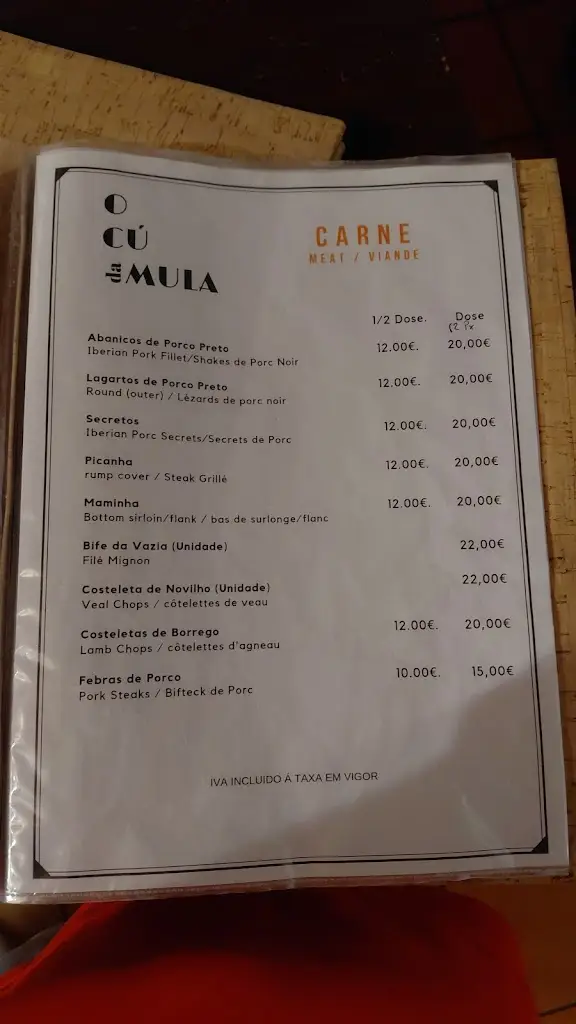 O
CÚ
da MULA
CARNE
MEAT / VIANDE
1/2 Dose. Dose
Abanicos de Porco Preto 12.00€. 20,00€
Iberian Pork Fillet/Shakes de Porc Noir
Lagartos de Porco Preto 12.00€. 20,00€
Round (outer) / Lézards de porc noir
Secretos 12.00€. 20,00€
Iberian Porc Secrets/Secrets de Porc
Picanha 12.00€. 20,00€
rump cover / Steak Grillé
Maminha 12.00€. 20,00€
Bottom sirloin/flank / bas de surlonge/flanc
Bife da Vazia (Unidade) 22,00€
Filé Mignon
Costeleta de Novilho (Unidade) 22,00€
Veal Chops / côtelettes de veau
Costeletas de Borrego 12.00€. 20,00€
Lamb Chops / côtelettes d'agneau
Febras de Porco 10.00€. 15,00€
Pork Steaks / Bifteck de Porc
IVA INCLUIDO Á TAXA EM VIGOR